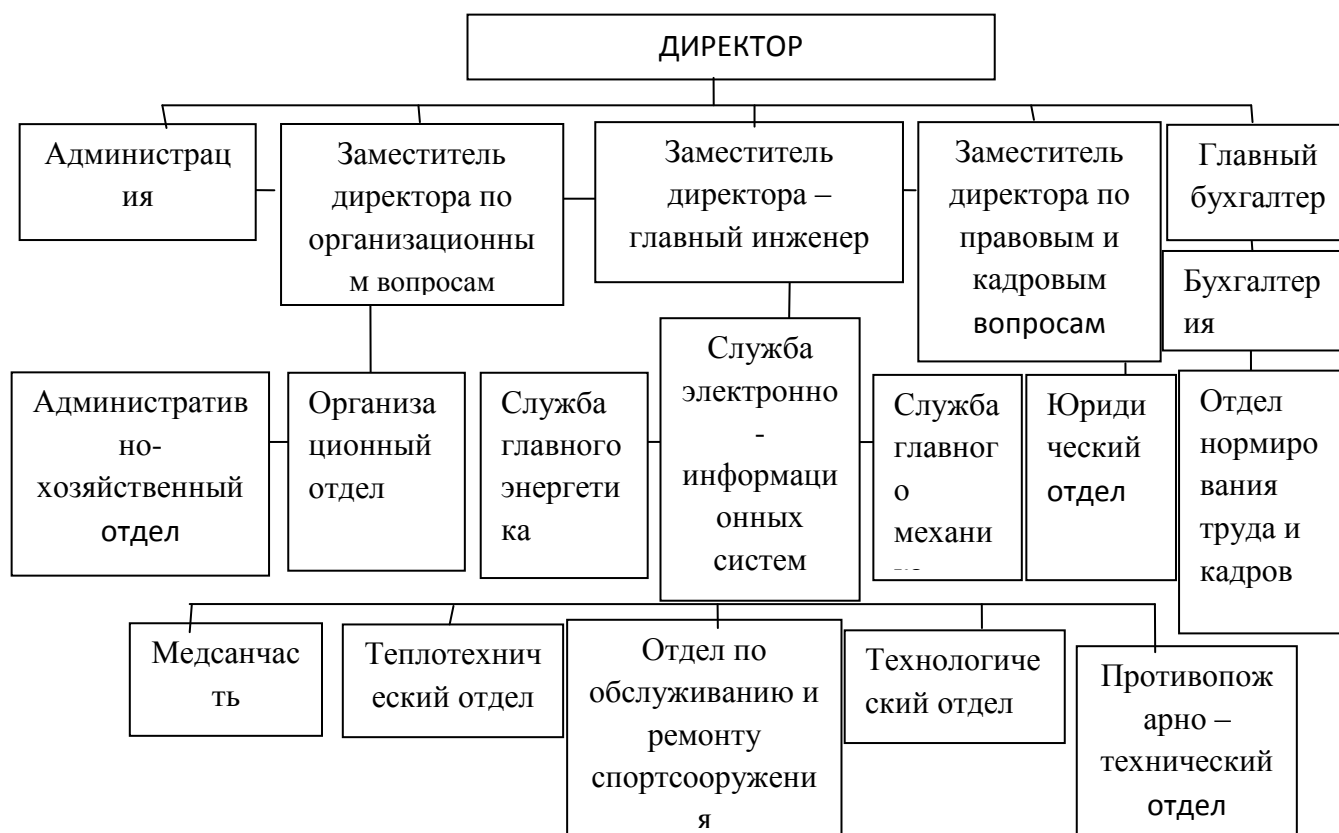 ДИРЕКТОР
Администрац
ия
Заместитель
директора по
организационны
м вопросам
Заместитель
директора –
главный инженер
Заместитель
директора по
правовым и
кадровым
вопросам
Главный
бухгалтер
Бухгалтер
ия
Административ
но-
хозяйственный
отдел
Организа
ционный
отдел
Служба
главного
энергети
ка
Служба
электронно
-
информаци
онных
систем
Служба
главног
о
механи
Юриди
ческий
отдел
Отдел
нормиро
вания
труда и
кадров
Медсанчас
ть
Теплотехнич
еский отдел
Отдел по
обслуживанию и
ремонту
спортсооружени
я
Технологиче
ский отдел
Противопож
арно –
технический
отдел